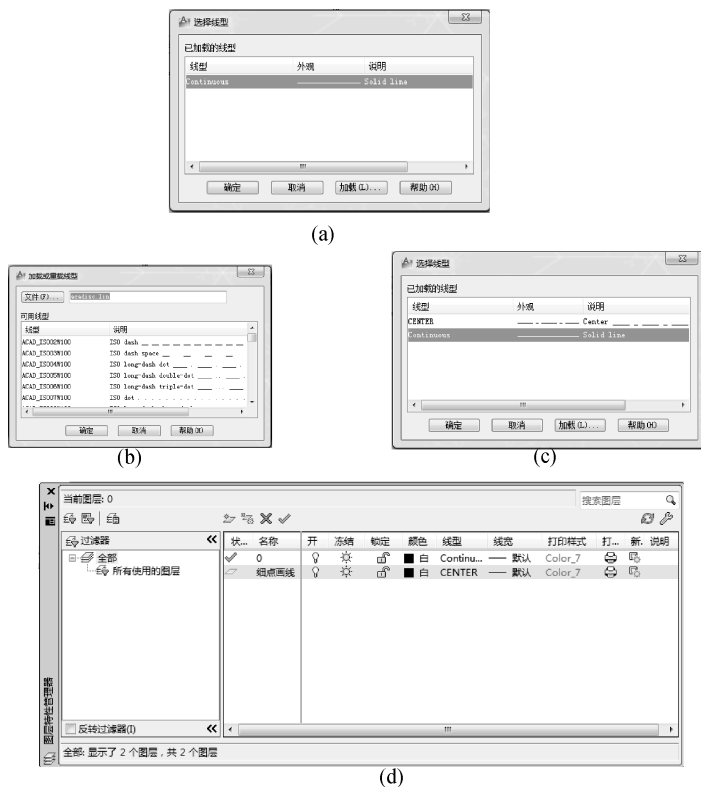 选择线型
已加载的线型
线型 外观 说明
Continuous Solid line
确定 取消 加载(L)... 帮助(H)
(a)
加载或重载线型
文件(F)... acadiso.lin
可用线型
线型 说明
ACAD_ISO02W100 ISO dash
ACAD_ISO03W100 ISO dash space
ACAD_ISO04W100 ISO long-dash dot
ACAD_ISO05W100 ISO long-dash double-dot
ACAD_ISO06W100 ISO long-dash triple-dot
ACAD_ISO07W100 ISO dot
确定 取消 帮助(H)
(b)
选择线型
已加载的线型
线型 外观 说明
CENTER Center
Continuous Solid line
确定 取消 加载(L)... 帮助(H)
(c)
当前图层: 0
搜索图层
过滤器
全部
所有使用的图层
反转过滤器(I)
状... 名称 开 冻结 锁定 颜色 线型 线宽 打印样式 打... 新. 说明
0 白 Continu... 默认 Color_7
细点画线 白 CENTER 默认 Color_7
图层特性管理器
全部: 显示了 2 个图层，共 2 个图层
(d)